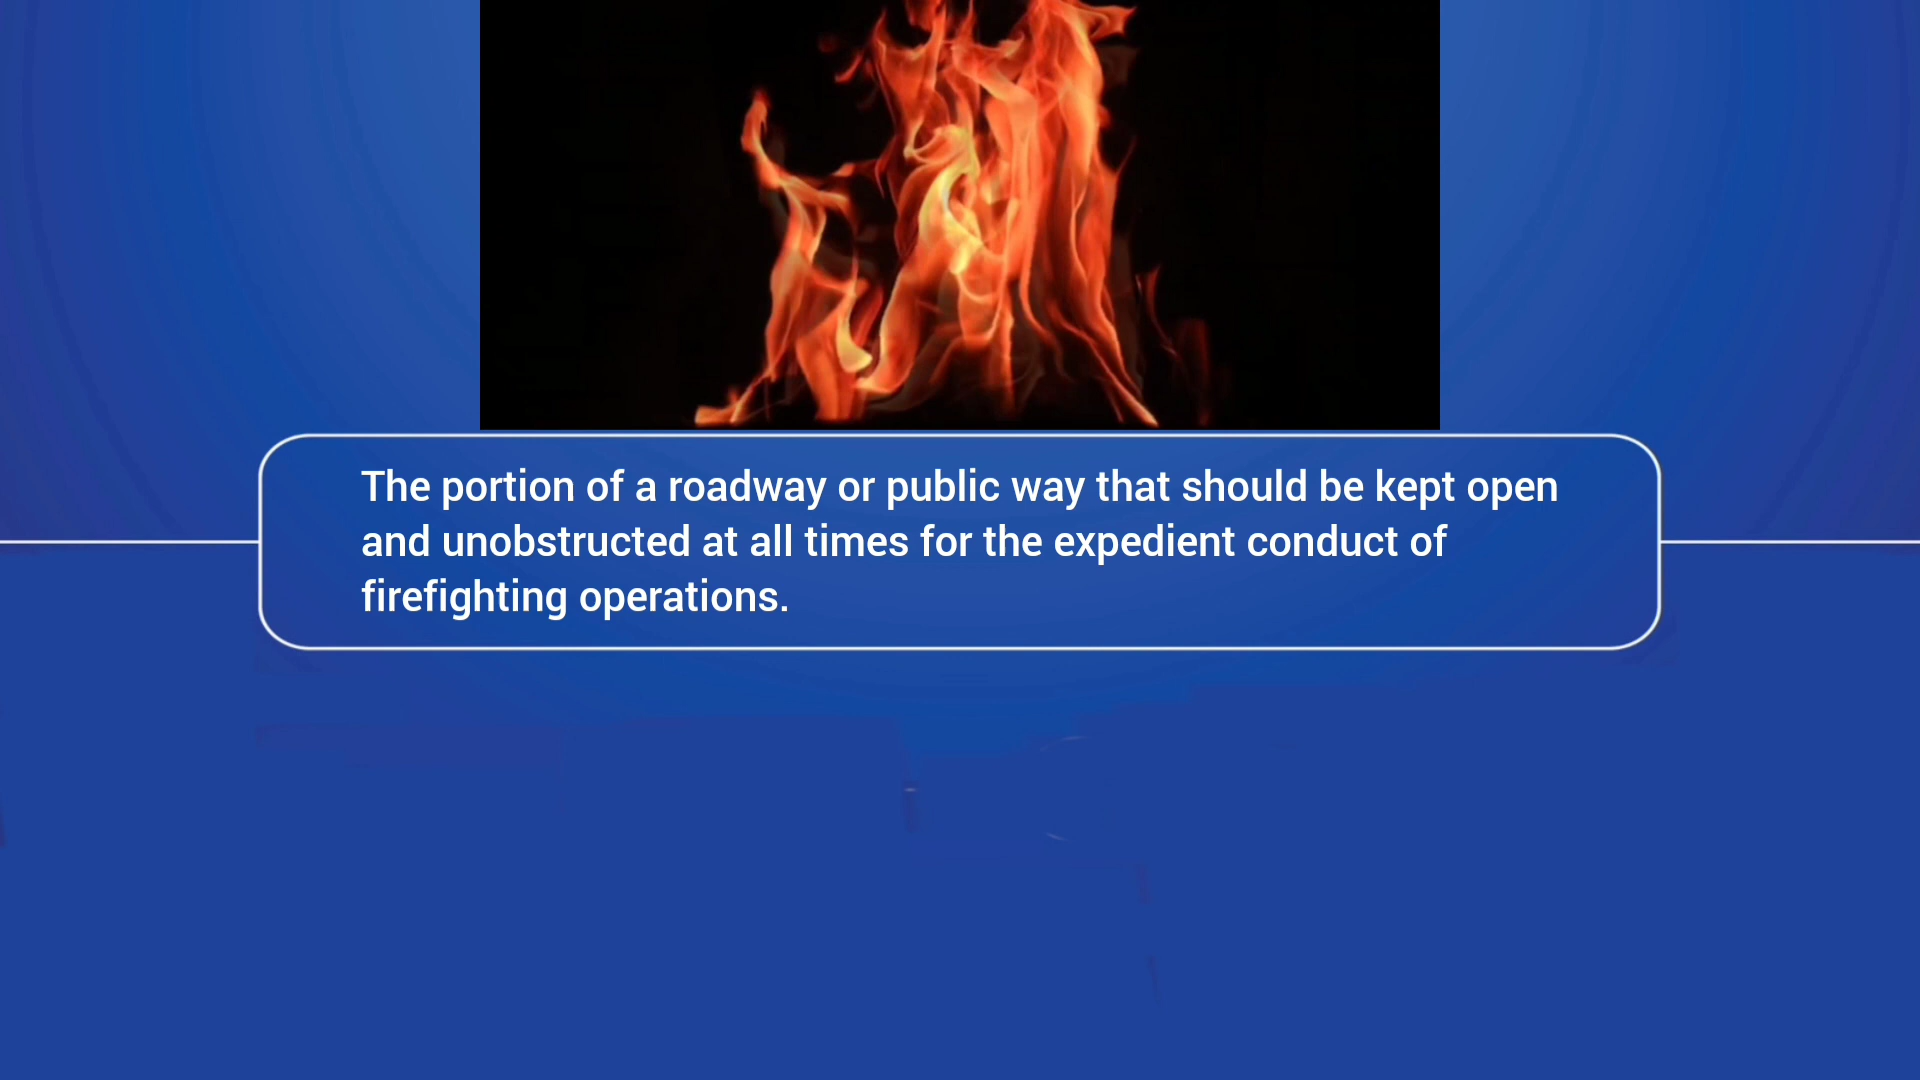 The portion of a roadway or public way that should be kept open
and unobstructed at all times for the expedient conduct of
firefighting operations.